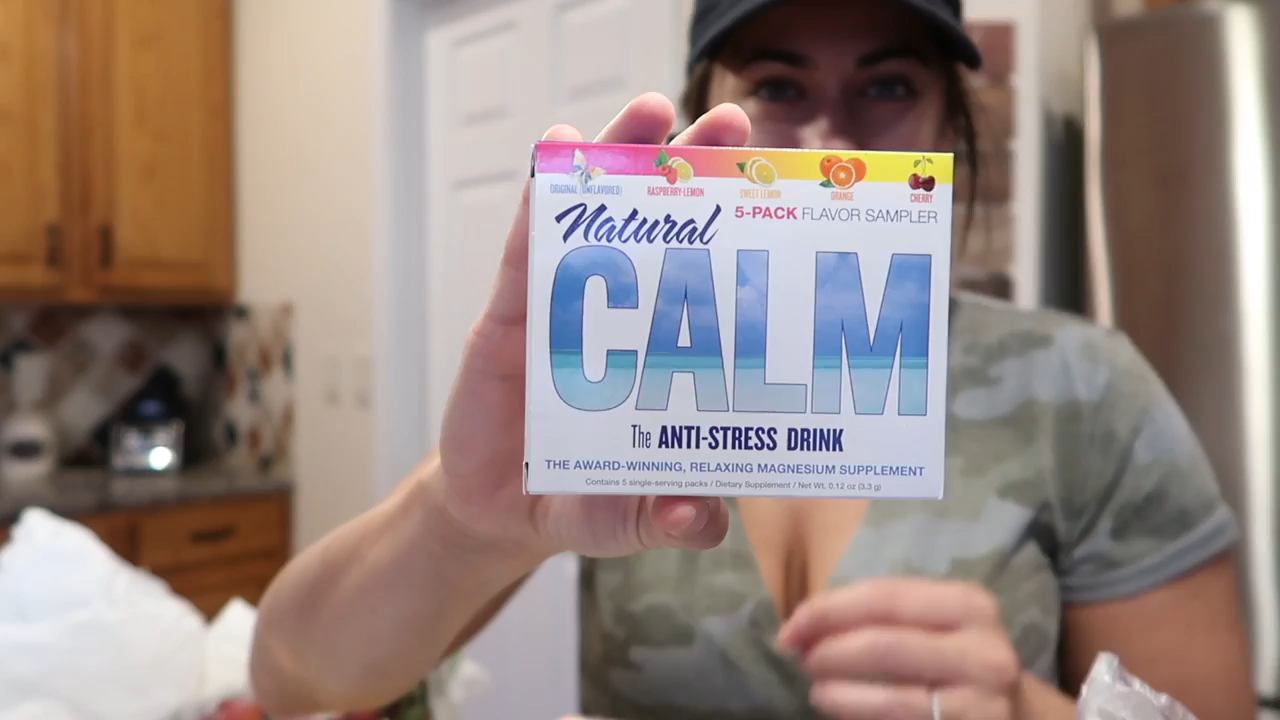 ORIGINAL (UNFLAVORED)
RASPBERRY-LEMON
SWEET LEMON
ORANGE
CHERRY
Natural
5-PACK FLAVOR SAMPLER
CALM
The ANTI-STRESS DRINK
THE AWARD-WINNING, RELAXING MAGNESIUM SUPPLEMENT
Contains 5 single-serving packs / Dietary Supplement / Net Wt. 0.12 oz (3.3 g)